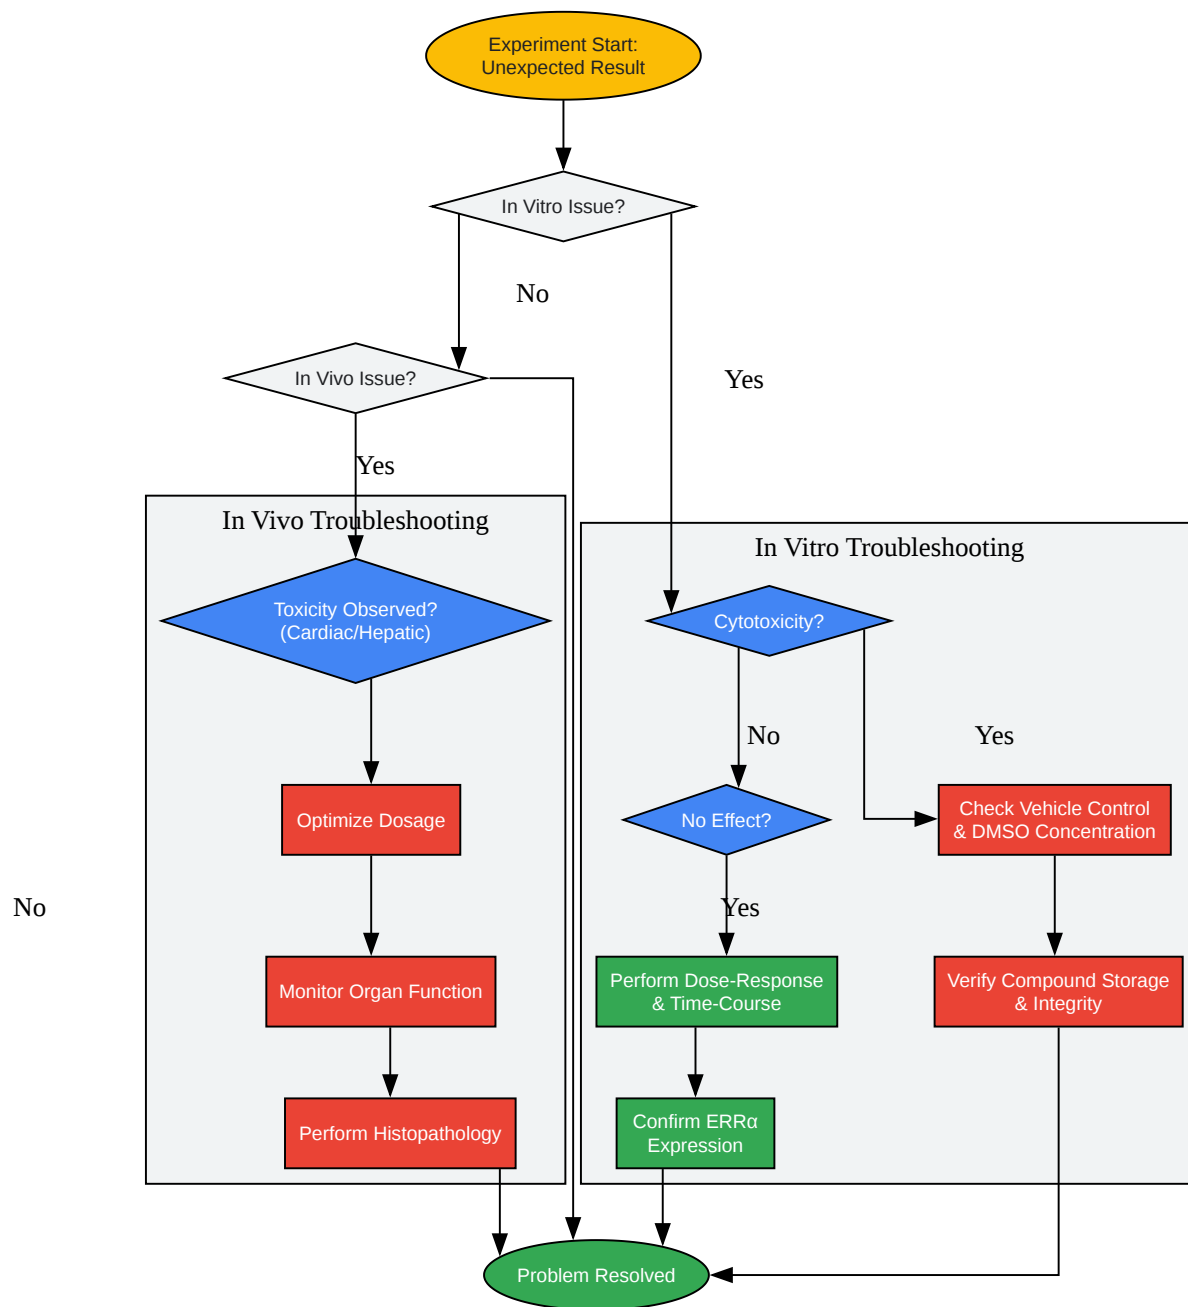 Experiment Start:
Unexpected Result
In Vitro Issue?
No
In Vivo Issue?
Yes
Yes
In Vivo Troubleshooting
In Vitro Troubleshooting
Toxicity Observed?
(Cardiac/Hepatic)
Cytotoxicity?
No
Yes
Optimize Dosage
No Effect?
Check Vehicle Control
& DMSO Concentration
No
Yes
Monitor Organ Function
Perform Dose-Response
& Time-Course
Verify Compound Storage
& Integrity
Perform Histopathology
Confirm ERRα
Expression
Problem Resolved